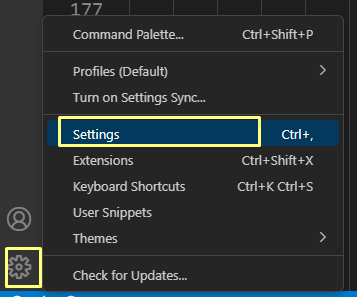 177
Command Palette... Ctrl+Shift+P
Profiles (Default)
Turn on Settings Sync...
Settings Ctrl+,
Extensions Ctrl+Shift+X
Keyboard Shortcuts Ctrl+K Ctrl+S
User Snippets
Themes
Check for Updates...